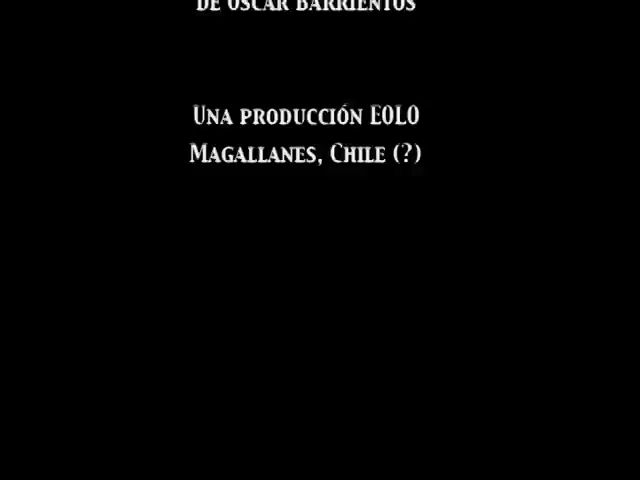 DE OSCAR BARRIENTOS
UNA PRODUCCIÓN EOLO
MAGALLANES, CHILE (?)